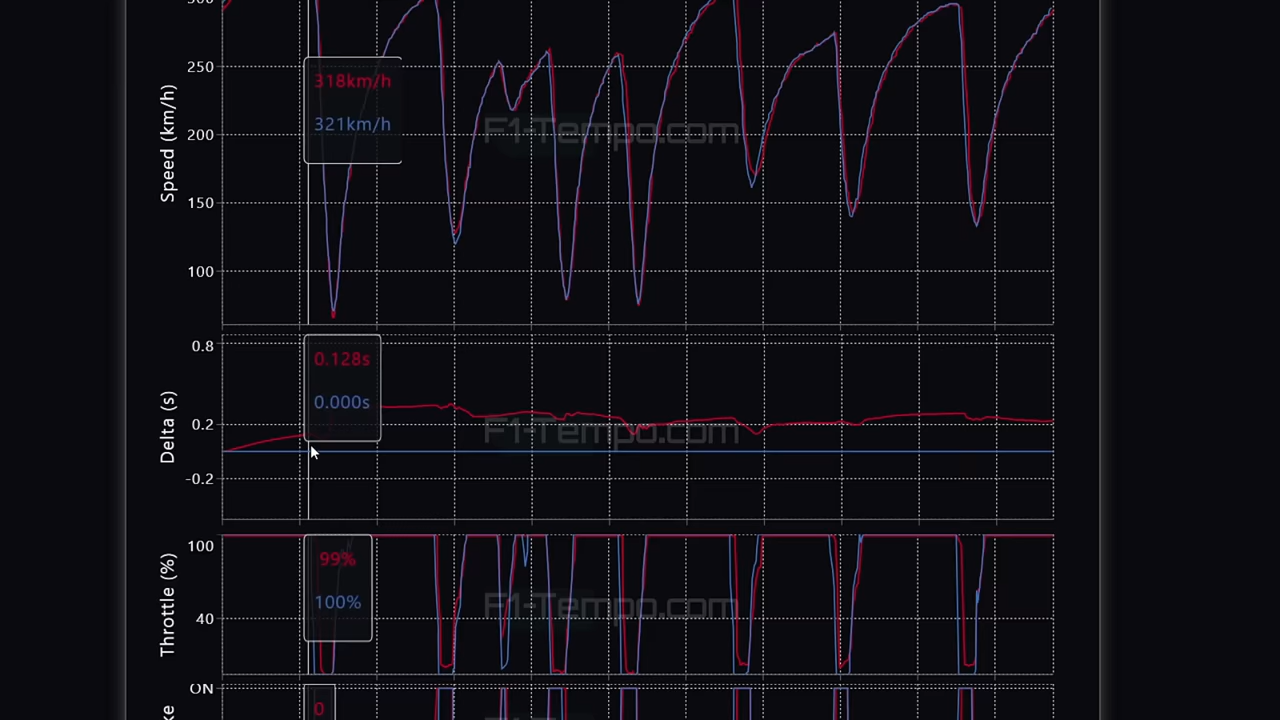 300
318km/h
250
321km/h
F1-Tempo.com
200
Speed (km/h)
150
100
0.8
0.128s
0.000s
Delta (s)
0.2
F1-Tempo.com
-0.2
100
99%
Throttle (%)
100%
F1-Tempo.com
40
ON
0
ke